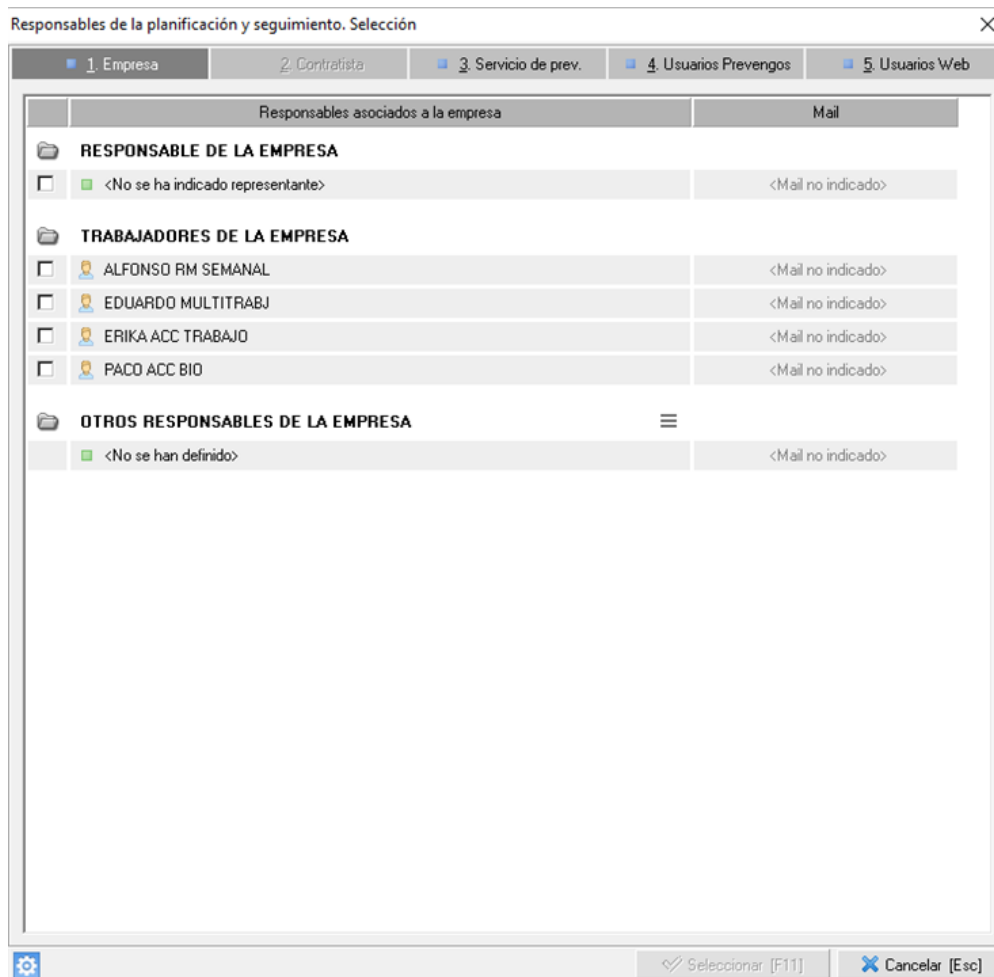 Responsables de la planificación y seguimiento. Selección
1. Empresa 2. Contratista 3. Servicio de prev. 4. Usuarios Prevengos 5. Usuarios Web
Responsables asociados a la empresa Mail
RESPONSABLE DE LA EMPRESA
<No se ha indicado representante> <Mail no indicado>
TRABAJADORES DE LA EMPRESA
ALFONSO RM SEMANAL <Mail no indicado>
EDUARDO MULTITRABJ <Mail no indicado>
ERIKA ACC TRABAJO <Mail no indicado>
PACO ACC BIO <Mail no indicado>
OTROS RESPONSABLES DE LA EMPRESA
<No se han definido> <Mail no indicado>
Seleccionar [F11] Cancelar [Esc]